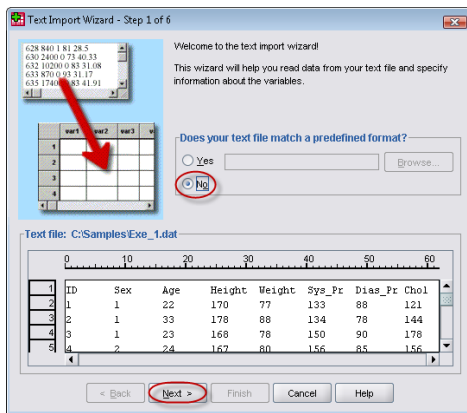 Text Import Wizard - Step 1 of 6
628 840 1 81 28.5
630 2400 0 73 40.33
632 10200 0 83 31.08
633 870 0 93 31.17
635 1740 83 41.91
var1 var2 var3 v
1
2
3
4
Welcome to the text import wizard!
This wizard will help you read data from your text file and specify
information about the variables.
Does your text file match a predefined format?
Yes
Browse...
No
Text file: C:\Samples\Exe_1.dat
0 10 20 30 40 50 60
1 ID Sex Age Height Weight Sys_Pr Dias_Pr Chol
2 1 1 22 170 77 133 88 121
3 2 1 33 178 88 134 78 144
4 3 1 23 168 78 150 90 178
5 4 2 24 167 80 156 85 156
< Back Next > Finish Cancel Help